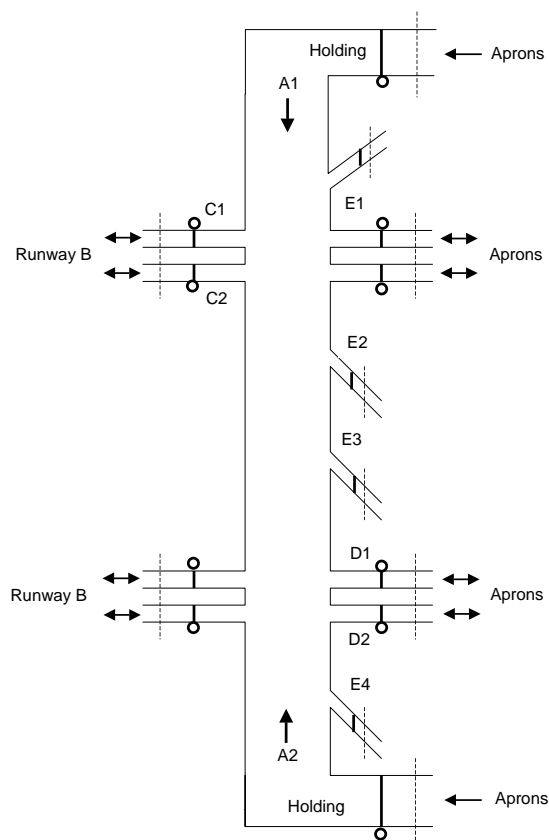 Holding
Aprons
A1
C1
E1
Runway B
Aprons
C2
E2
E3
D1
Runway B
Aprons
D2
E4
A2
Holding
Aprons